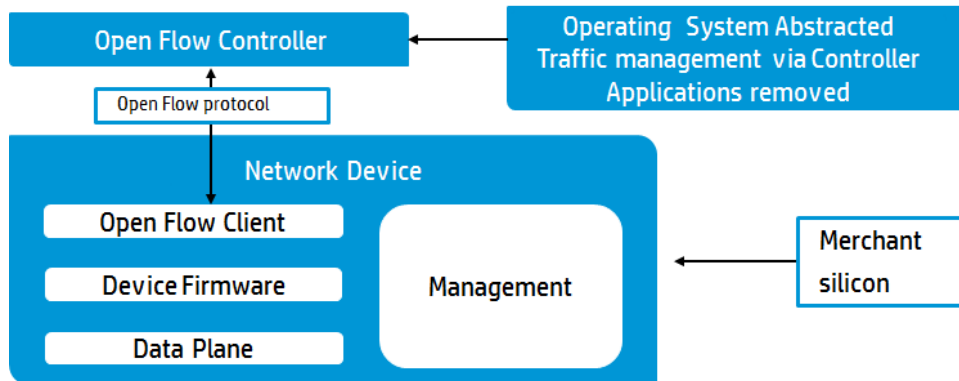 Open Flow Controller
Operating System Abstracted
Traffic management via Controller
Applications removed
Open Flow protocol
Network Device
Open Flow Client
Device Firmware
Data Plane
Management
Merchant
silicon